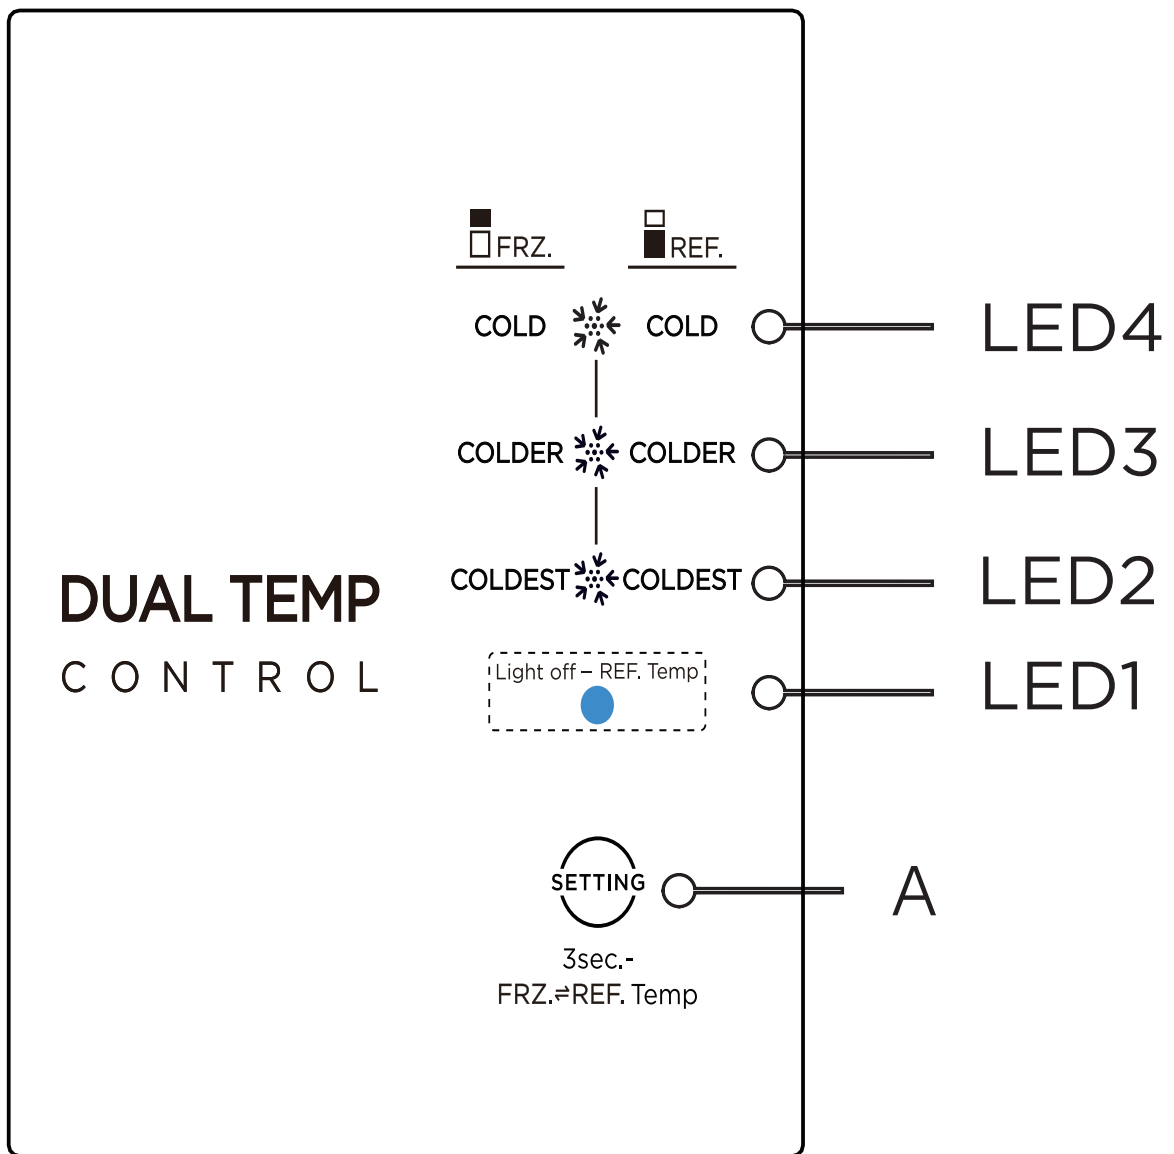 FRZ. REF.
COLD COLD LED4
COLDER COLDER LED3
COLDEST COLDEST LED2
DUAL TEMP
CONTROL
Light off – REF. Temp
LED1
SETTING
A
3sec.-
FRZ.⇌REF. Temp